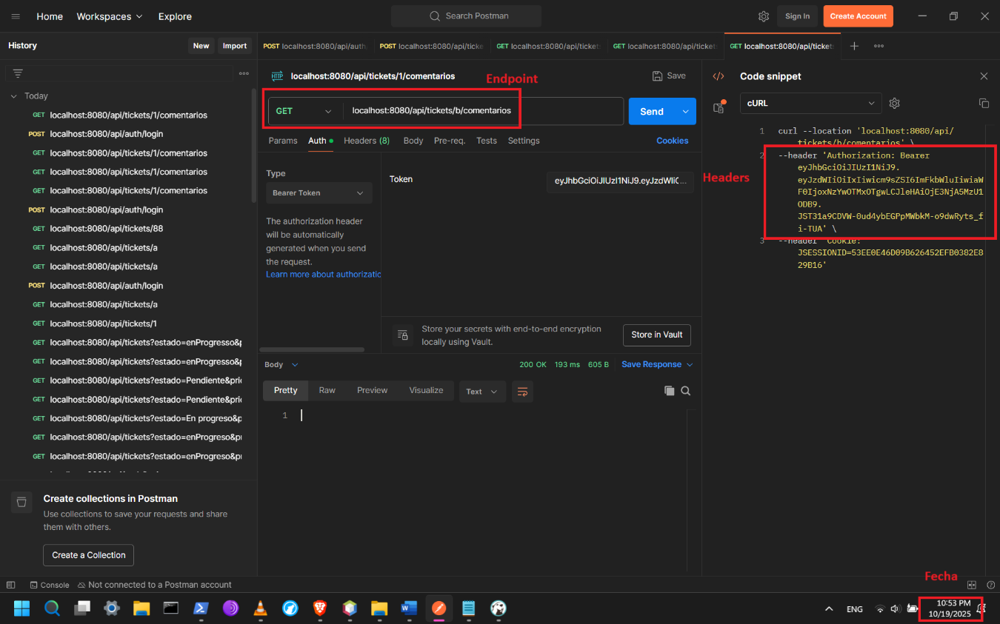 Home Workspaces Explore Search Postman Sign In Create Account
History New Import
POST localhost:8080/api/auth
POST localhost:8080/api/ticke
GET localhost:8080/api/ticket
GET localhost:8080/api/ticket
GET localhost:8080/api/ticket
Today
GET localhost:8080/api/tickets/1/comentarios
POST localhost:8080/api/auth/login
GET localhost:8080/api/tickets/1/comentarios
GET localhost:8080/api/tickets/1/comentarios
GET localhost:8080/api/tickets/1/comentarios
POST localhost:8080/api/auth/login
GET localhost:8080/api/tickets/88
GET localhost:8080/api/tickets/a
GET localhost:8080/api/tickets/a
POST localhost:8080/api/auth/login
GET localhost:8080/api/tickets/a
GET localhost:8080/api/tickets/1
GET localhost:8080/api/tickets?estado=enProgresso&p
GET localhost:8080/api/tickets?estado=enProgresso&p
GET localhost:8080/api/tickets?estado=Pendiente&prio
GET localhost:8080/api/tickets?estado=Pendiente&prio
GET localhost:8080/api/tickets?estado=En progreso&p
GET localhost:8080/api/tickets?estado=enProgreso&pr
GET localhost:8080/api/tickets?estado=enProgreso&pr
Create collections in Postman
Use collections to save your requests and share
them with others.
Create a Collection
HTTP localhost:8080/api/tickets/1/comentarios
Endpoint
Save
GET localhost:8080/api/tickets/b/comentarios
Send
Params Auth Headers (8) Body Pre-req. Tests Settings Cookies
Type
Bearer Token
The authorization header
will be automatically
generated when you send
the request.
Learn more about authorizatio
Token
eyJhbGciOiJIUzI1NiJ9.eyJzdWIiO...
Store your secrets with end-to-end encryption
locally using Vault.
Store in Vault
Body 200 OK 193 ms 605 B Save Response
Pretty Raw Preview Visualize Text
1
Code snippet
cURL
1 curl --location 'localhost:8080/api/
tickets/b/comentarios' \
Headers
2 --header 'Authorization: Bearer
eyJhbGciOiJIUzI1NiJ9.
eyJzdWIiOiIxIiwicm9sZSI6ImFkbWluIiwiaW
F0IjoxNzYwOTMxOTgwLCJleHAiOjE3NjA5MzU1
ODB9.
JST31a9CDVW-0ud4ybEGPpMWbkM-o9dwRyts_f
i-TUA' \
3 --header 'Cookie:
JSESSIONID=53EE0E46D09B626452EFB0382E8
29B16'
Fecha
Console Not connected to a Postman account
ENG
10:53 PM
10/19/2025